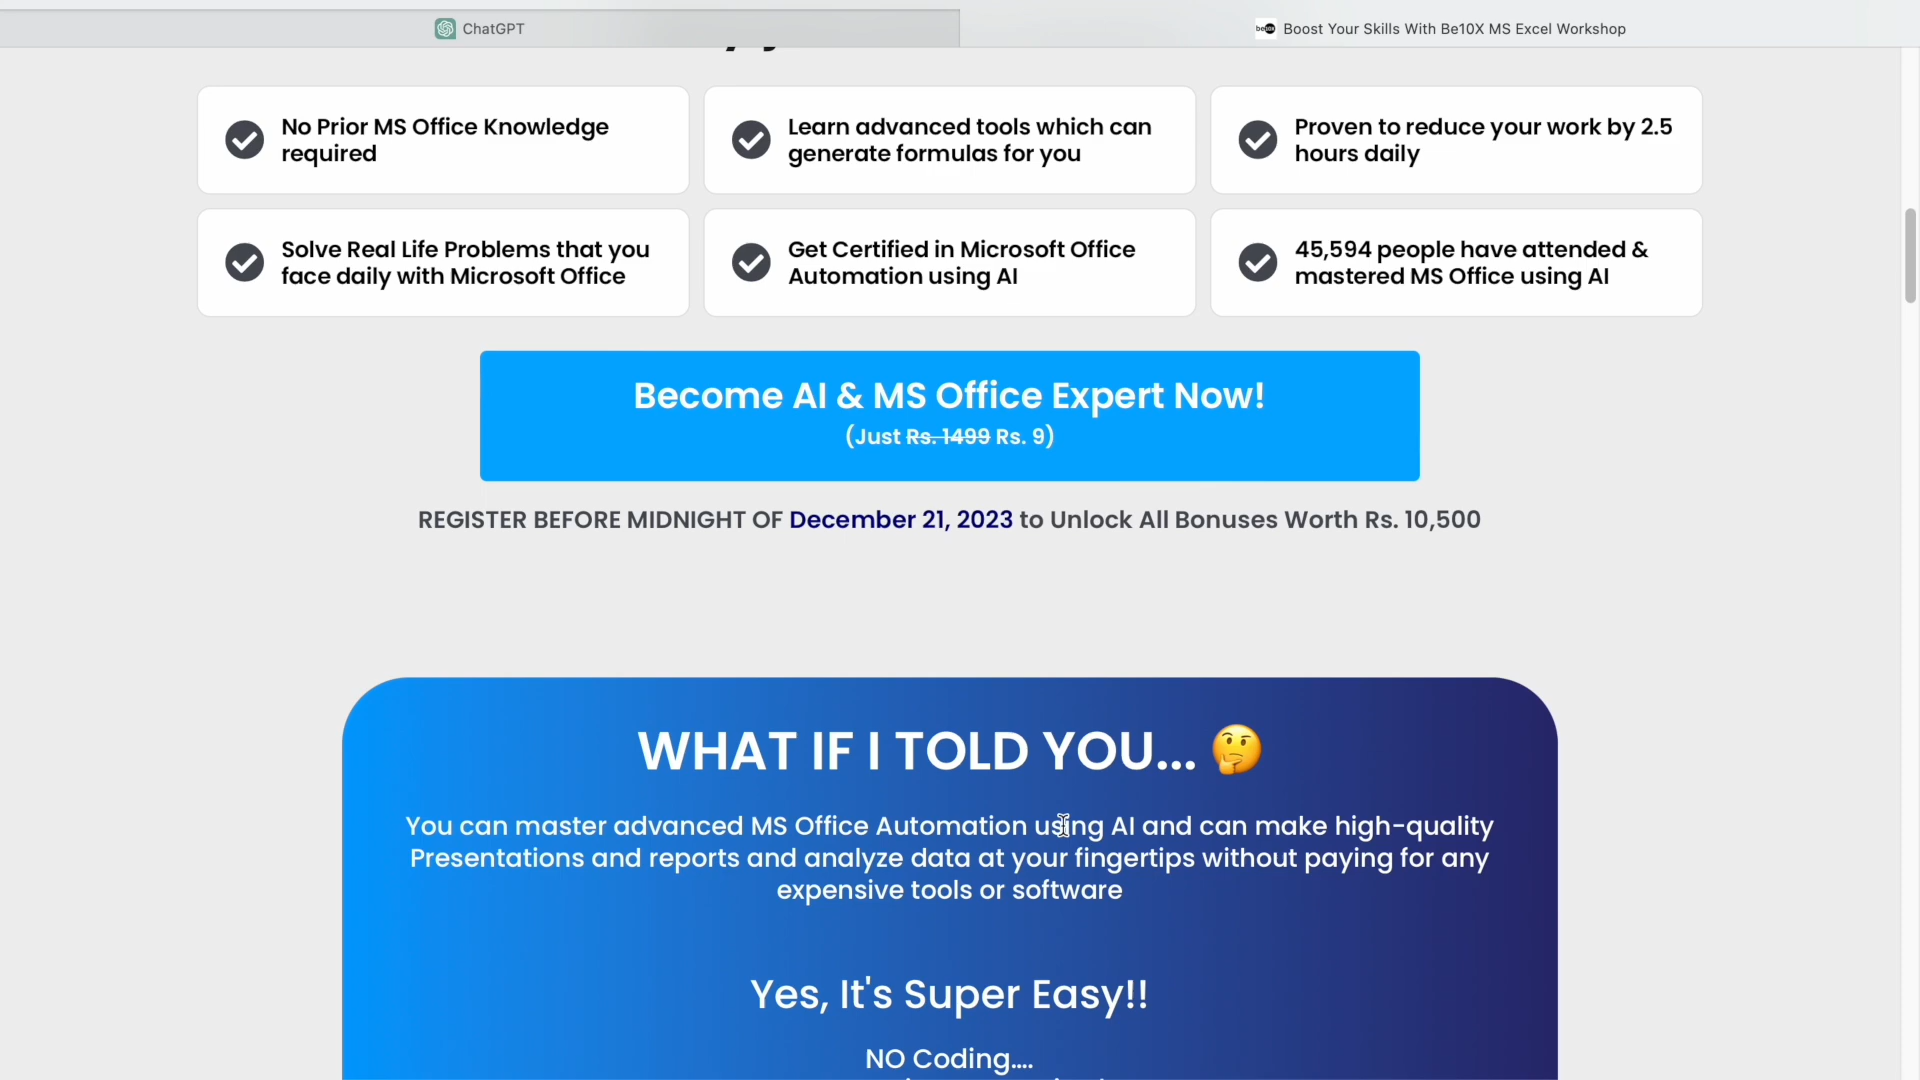 ChatGPT
be10X
Boost Your Skills With Be10X MS Excel Workshop
No Prior MS Office Knowledge
required
Learn advanced tools which can
generate formulas for you
Proven to reduce your work by 2.5
hours daily
Solve Real Life Problems that you
face daily with Microsoft Office
Get Certified in Microsoft Office
Automation using AI
45,594 people have attended &
mastered MS Office using AI
Become AI & MS Office Expert Now!
(Just Rs. 1499 Rs. 9)
REGISTER BEFORE MIDNIGHT OF December 21, 2023 to Unlock All Bonuses Worth Rs. 10,500
WHAT IF I TOLD YOU... 🤔
You can master advanced MS Office Automation using AI and can make high-quality
Presentations and reports and analyze data at your fingertips without paying for any
expensive tools or software
Yes, It's Super Easy!!
NO Coding....